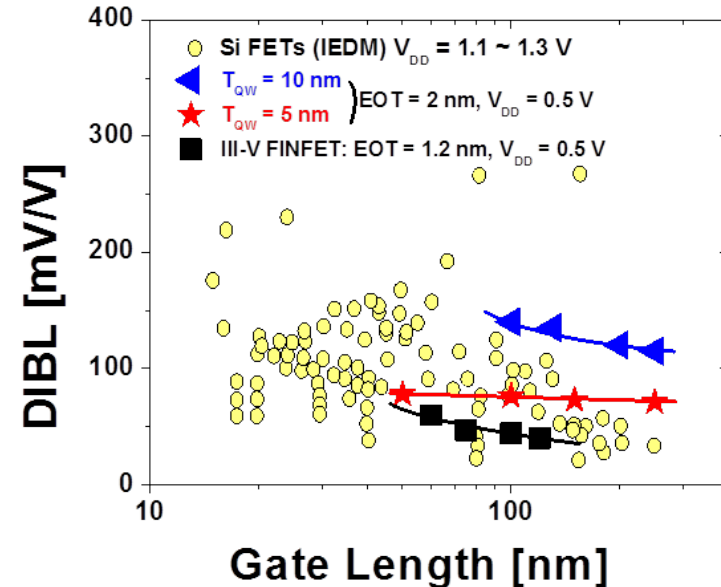 400
300
200
100
0
DIBL [mV/V]
Si FETs (IEDM) V_DD = 1.1 ~ 1.3 V
T_QW = 10 nm
T_QW = 5 nm
EOT = 2 nm, V_DD = 0.5 V
III-V FINFET: EOT = 1.2 nm, V_DD = 0.5 V
10
100
Gate Length [nm]